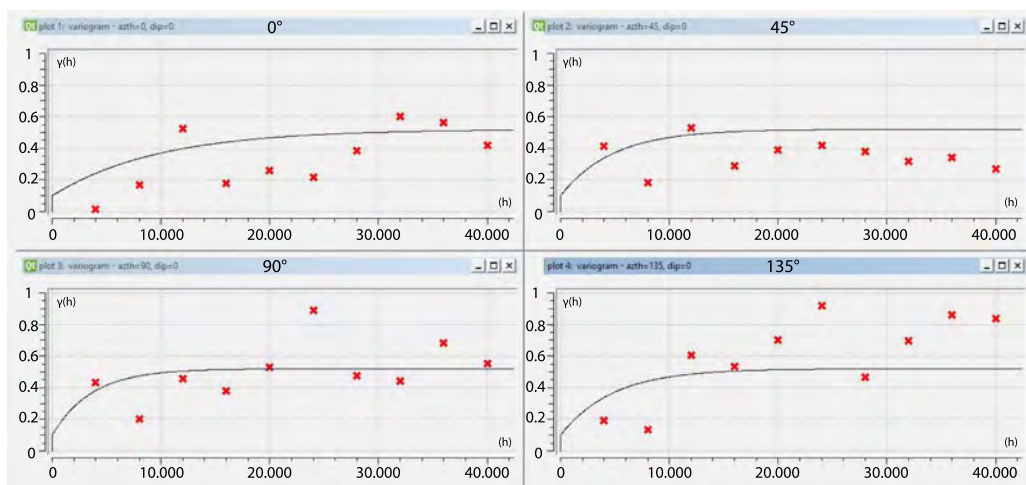 plot 1: variogram - azth=0, dip=0
0°
1
γ(h)
0.8
0.6
0.4
0.2
0
(h)
0 10.000 20.000 30.000 40.000
plot 2: variogram - azth=45, dip=0
45°
1
γ(h)
0.8
0.6
0.4
0.2
0
(h)
0 10.000 20.000 30.000 40.000
plot 3: variogram - azth=90, dip=0
90°
1
γ(h)
0.8
0.6
0.4
0.2
0
(h)
0 10.000 20.000 30.000 40.000
plot 4: variogram - azth=135, dip=0
135°
1
γ(h)
0.8
0.6
0.4
0.2
0
(h)
0 10.000 20.000 30.000 40.000